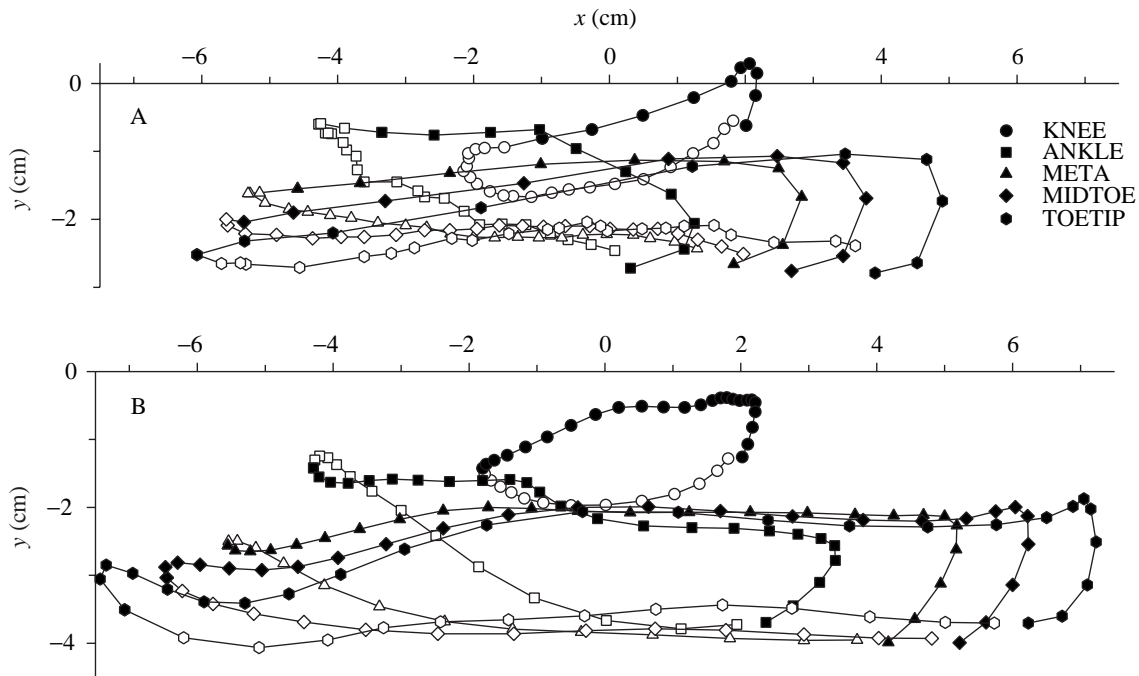 x (cm)
−6 −4 −2 0 2 4 6
0
A
KNEE
ANKLE
META
MIDTOE
TOETIP
y (cm)
−2
−6 −4 −2 0 2 4 6
0
B
y (cm)
−2
−4